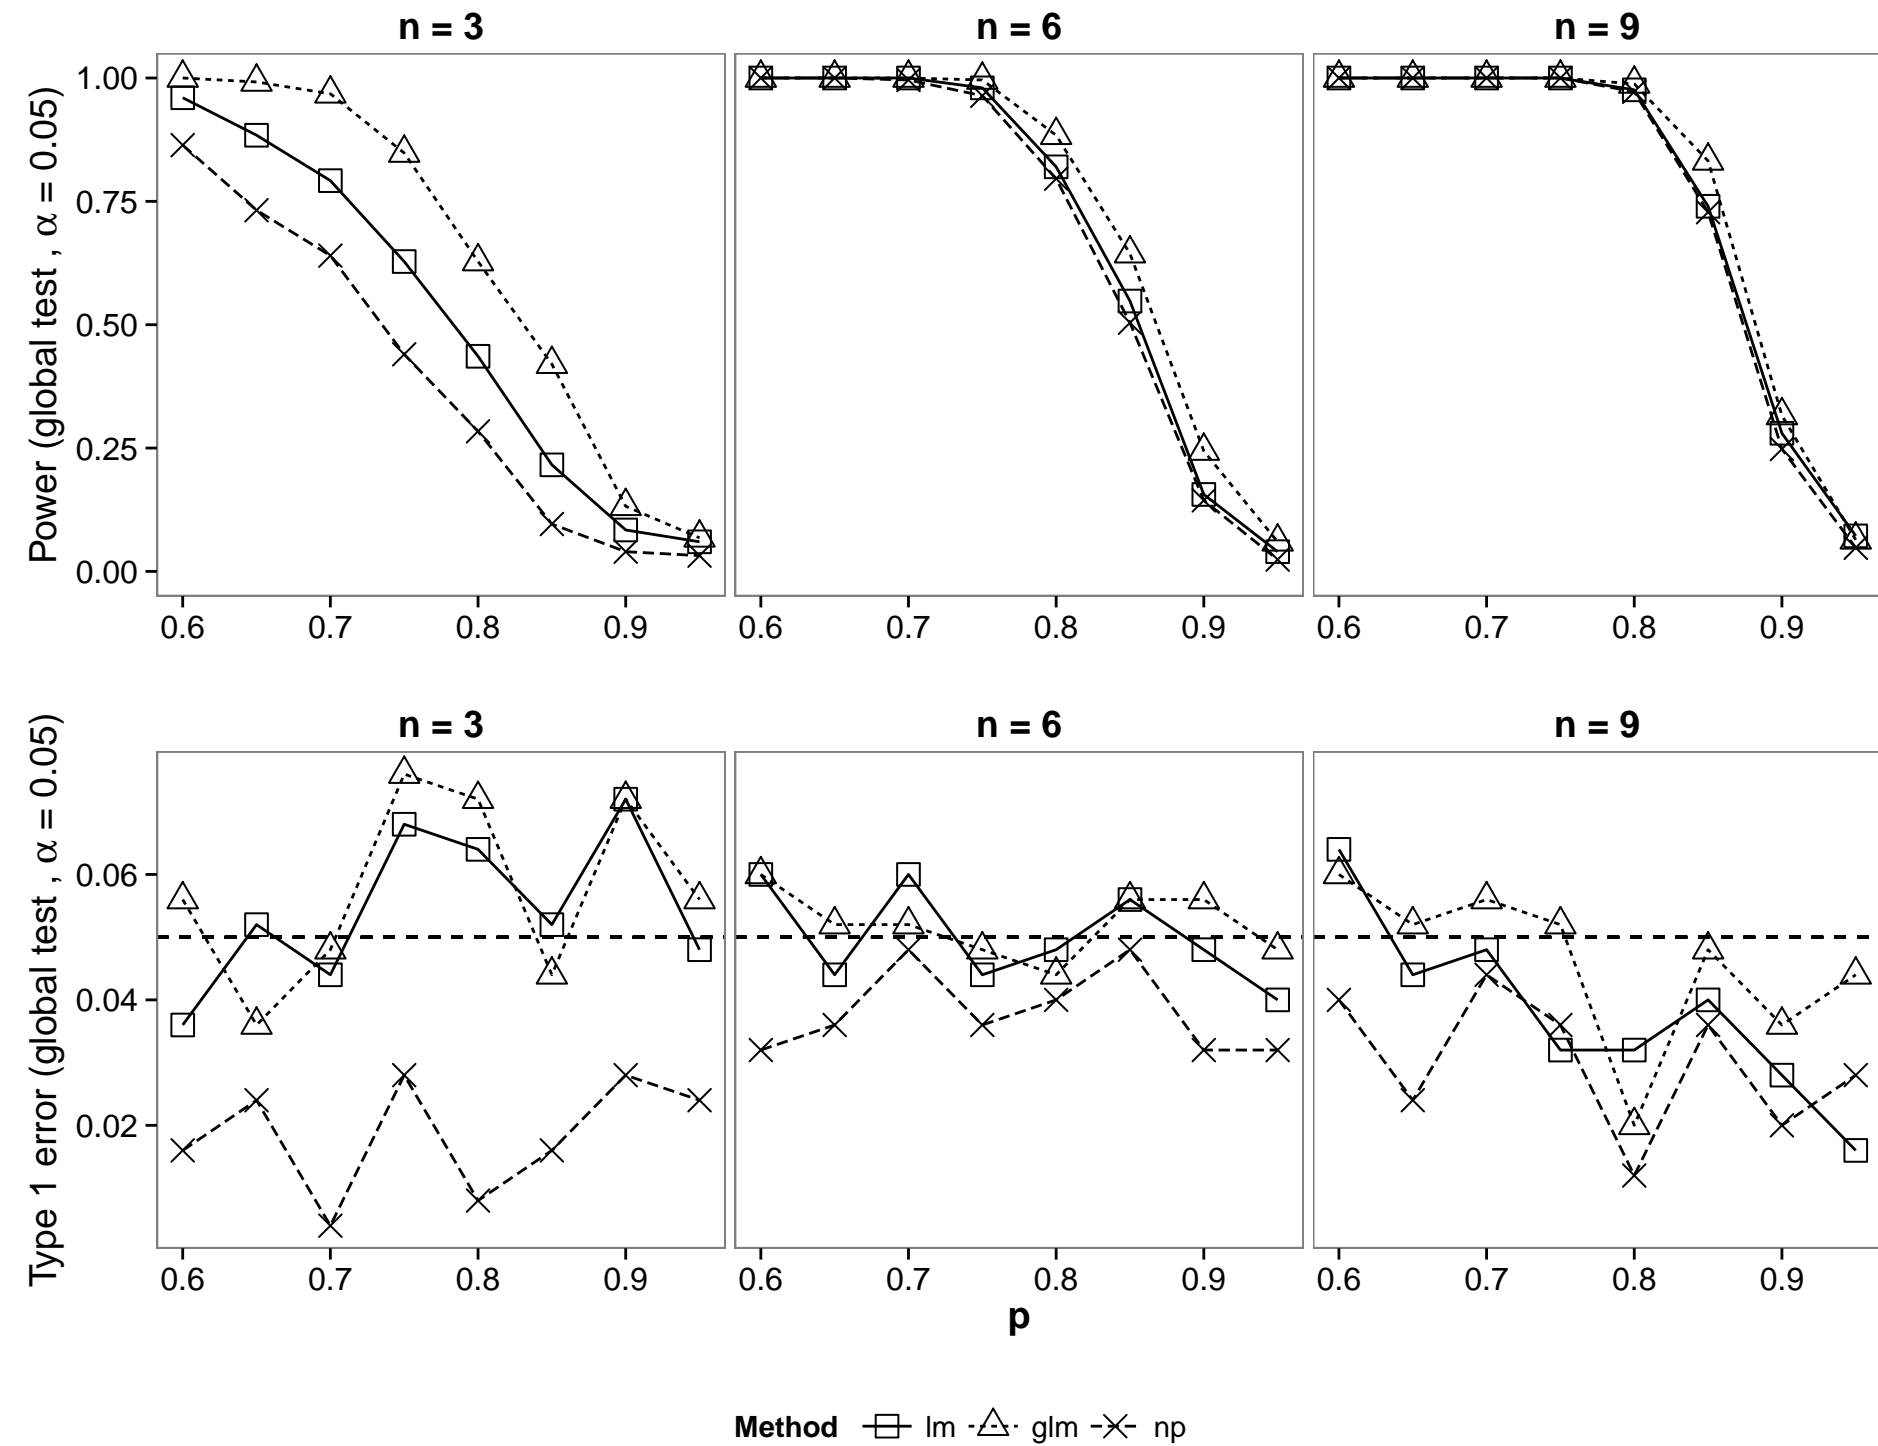 n = 3 n = 6 n = 9
Power (global test , α = 0.05)
1.00
0.75
0.50
0.25
0.00
0.6 0.7 0.8 0.9 0.6 0.7 0.8 0.9 0.6 0.7 0.8 0.9
n = 3 n = 6 n = 9
Type 1 error (global test , α = 0.05)
0.06
0.04
0.02
0.6 0.7 0.8 0.9 0.6 0.7 0.8 0.9 0.6 0.7 0.8 0.9
p
Method lm glm np